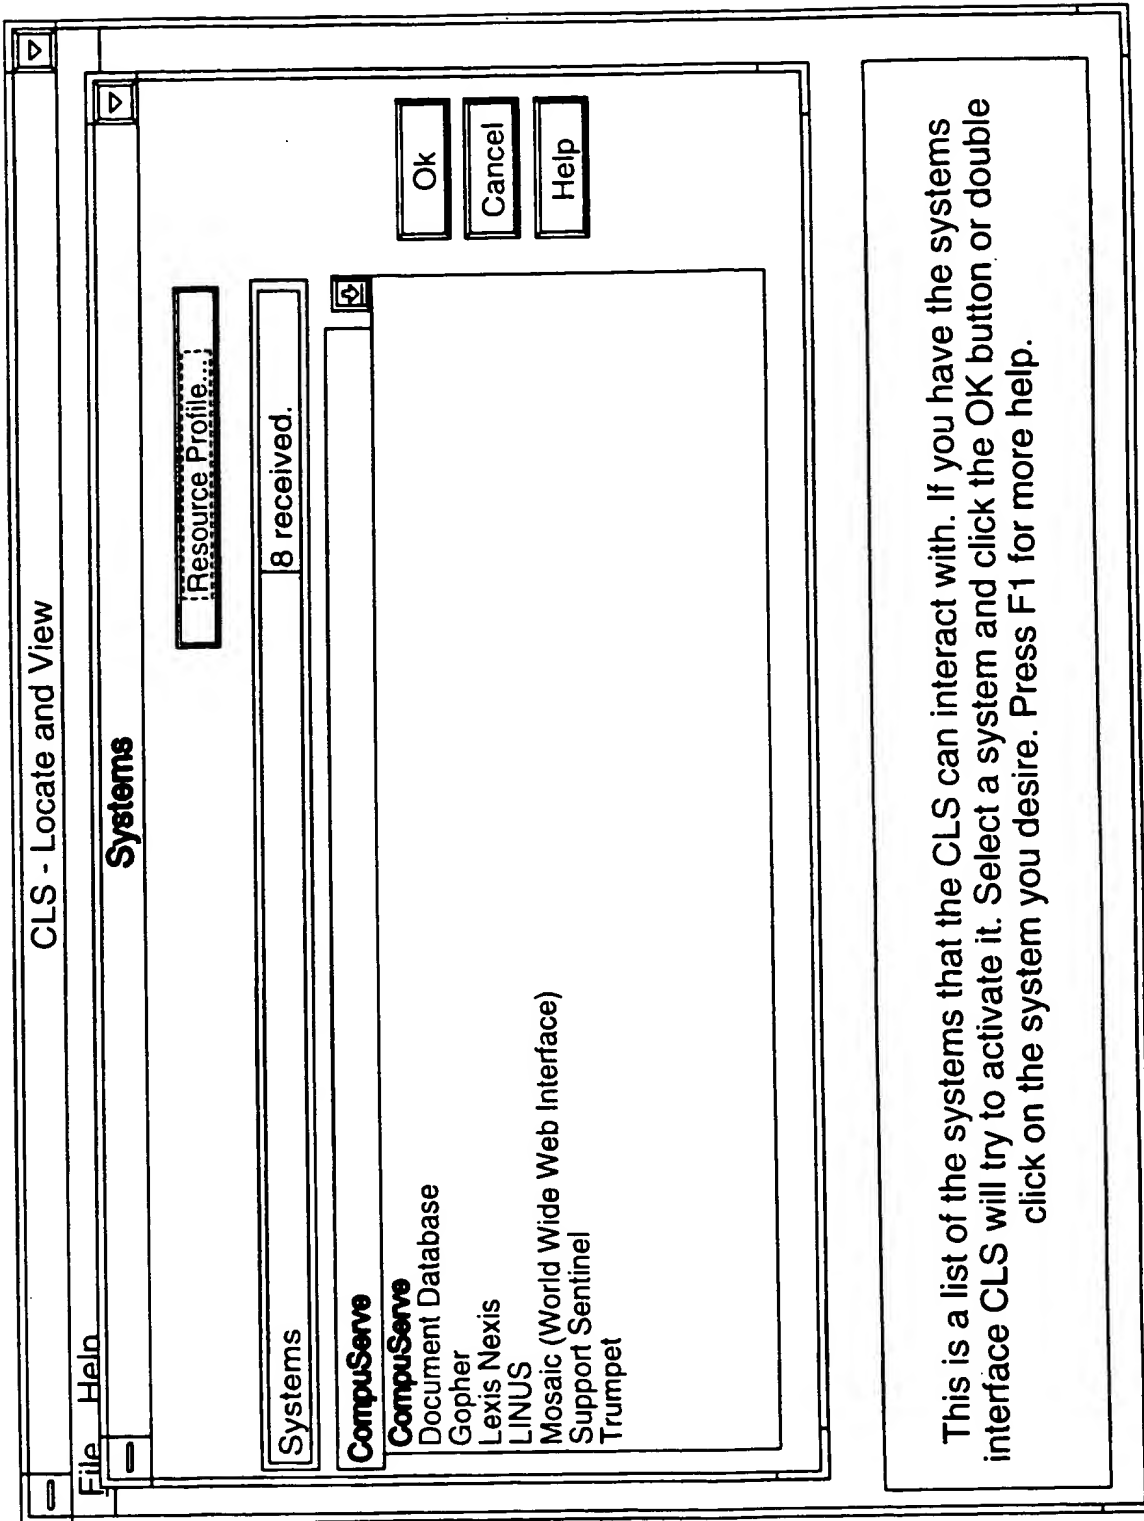 CLS - Locate and View
File Help
Systems
Resource Profile...
Systems 8 received.
CompuServe
CompuServe
Document Database
Gopher
Lexis Nexis
LINUS
Mosaic (World Wide Web Interface)
Support Sentinel
Trumpet
Ok
Cancel
Help
This is a list of the systems that the CLS can interact with. If you have the systems
interface CLS will try to activate it. Select a system and click the OK button or double
click on the system you desire. Press F1 for more help.